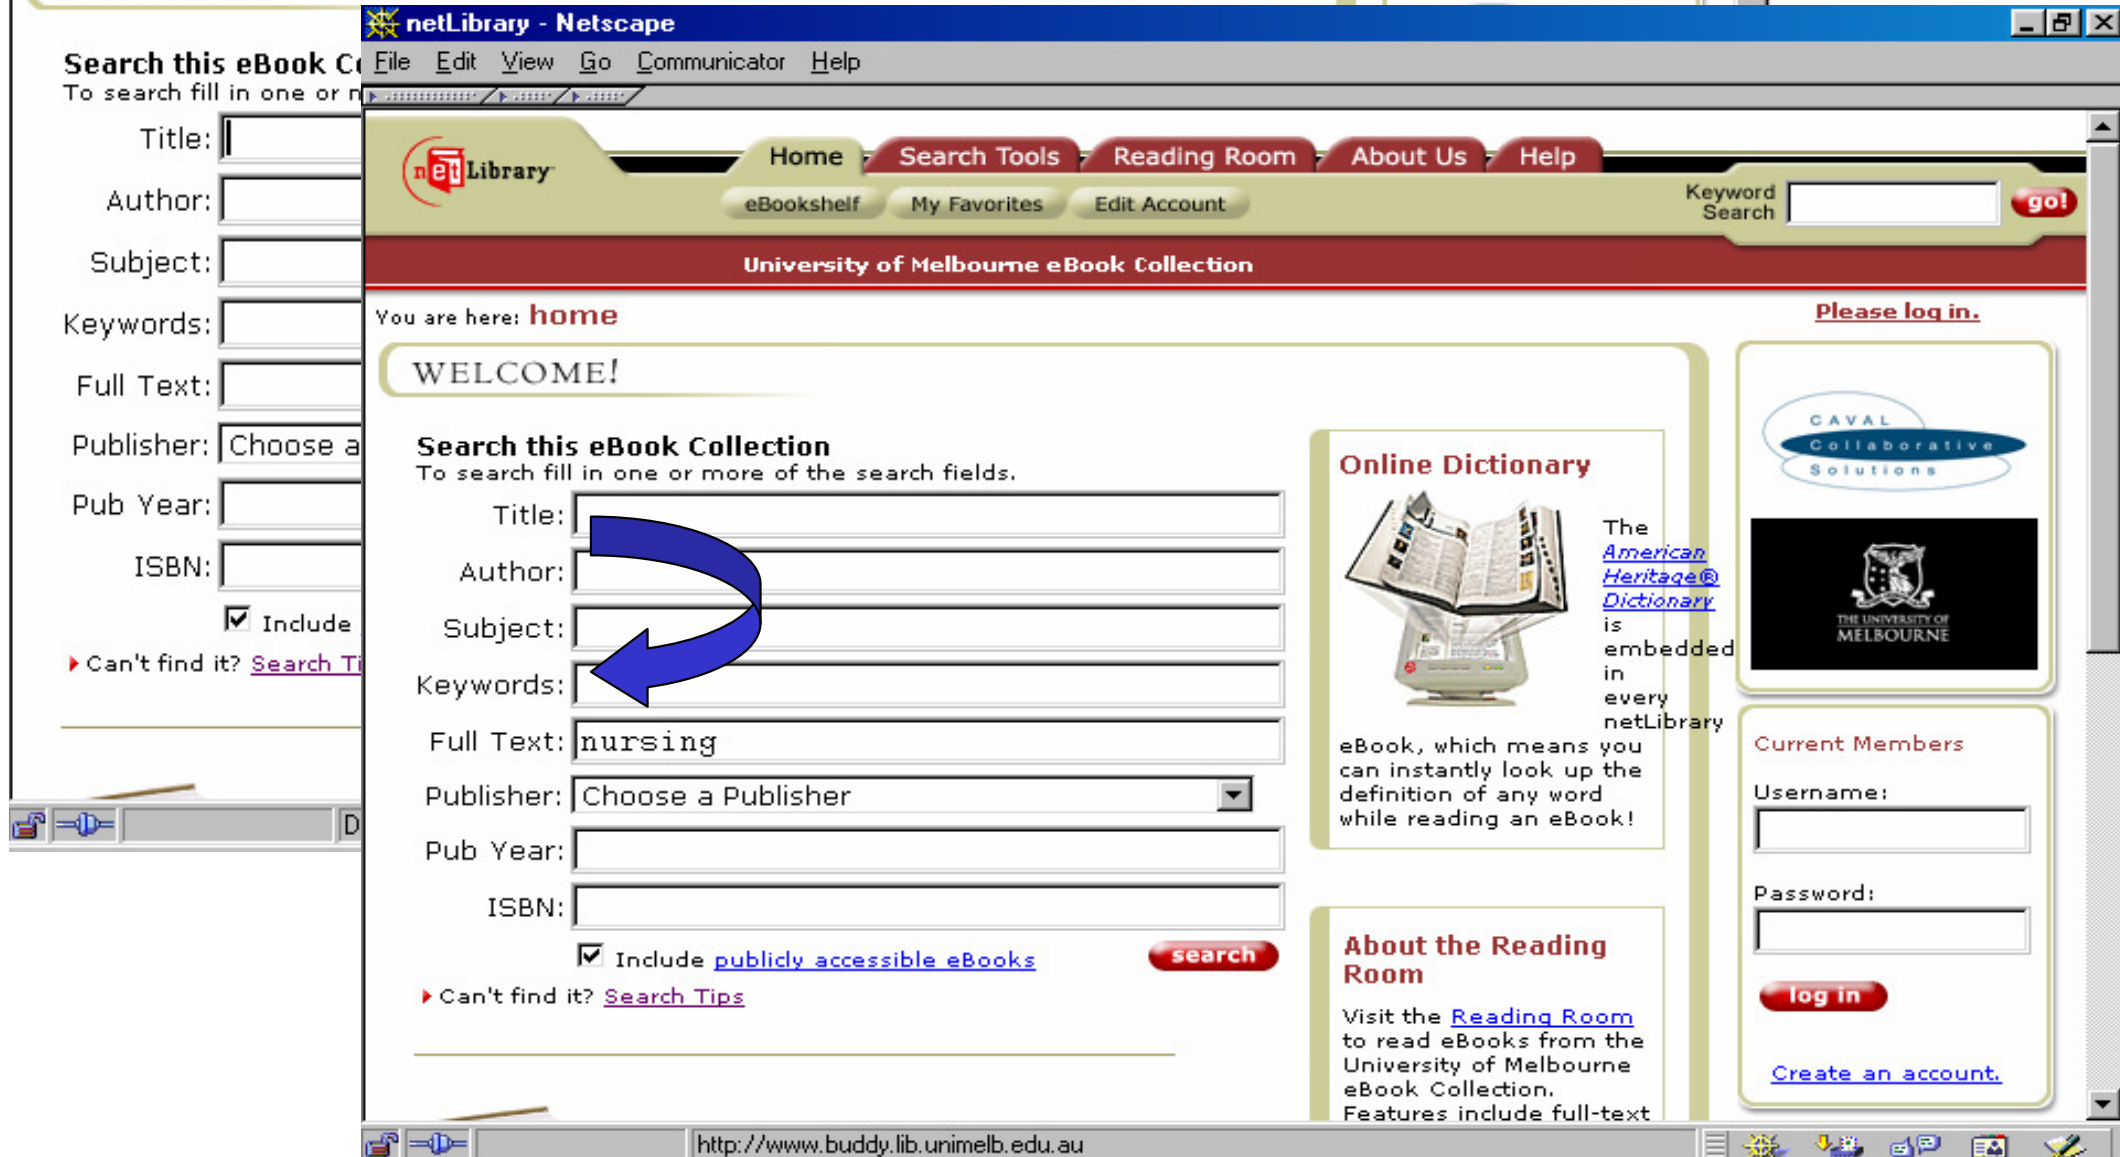 Search this eBook Co
To search fill in one or
Title:
Author:
Subject:
Keywords:
Full Text:
Publisher: Choose a
Pub Year:
ISBN:
Include
Can't find it? Search Ti
D
netLibrary - Netscape
File Edit View Go Communicator Help
netLibrary
Home Search Tools Reading Room About Us Help
eBookshelf My Favorites Edit Account
Keyword
Search go!
University of Melbourne eBook Collection
You are here: home
Please log in.
WELCOME!
Search this eBook Collection
To search fill in one or more of the search fields.
Title:
Author:
Subject:
Keywords:
Full Text: nursing
Publisher: Choose a Publisher
Pub Year:
ISBN:
Include publicly accessible eBooks search
Can't find it? Search Tips
Online Dictionary
The
American
Heritage®
Dictionary
is
embedded
in
every
netLibrary
eBook, which means you
can instantly look up the
definition of any word
while reading an eBook!
About the Reading
Room
Visit the Reading Room
to read eBooks from the
University of Melbourne
eBook Collection.
Features include full-text
CAVAL
Collaborative
Solutions
THE UNIVERSITY OF
MELBOURNE
Current Members
Username:
Password:
log in
Create an account.
http://www.buddy.lib.unimelb.edu.au